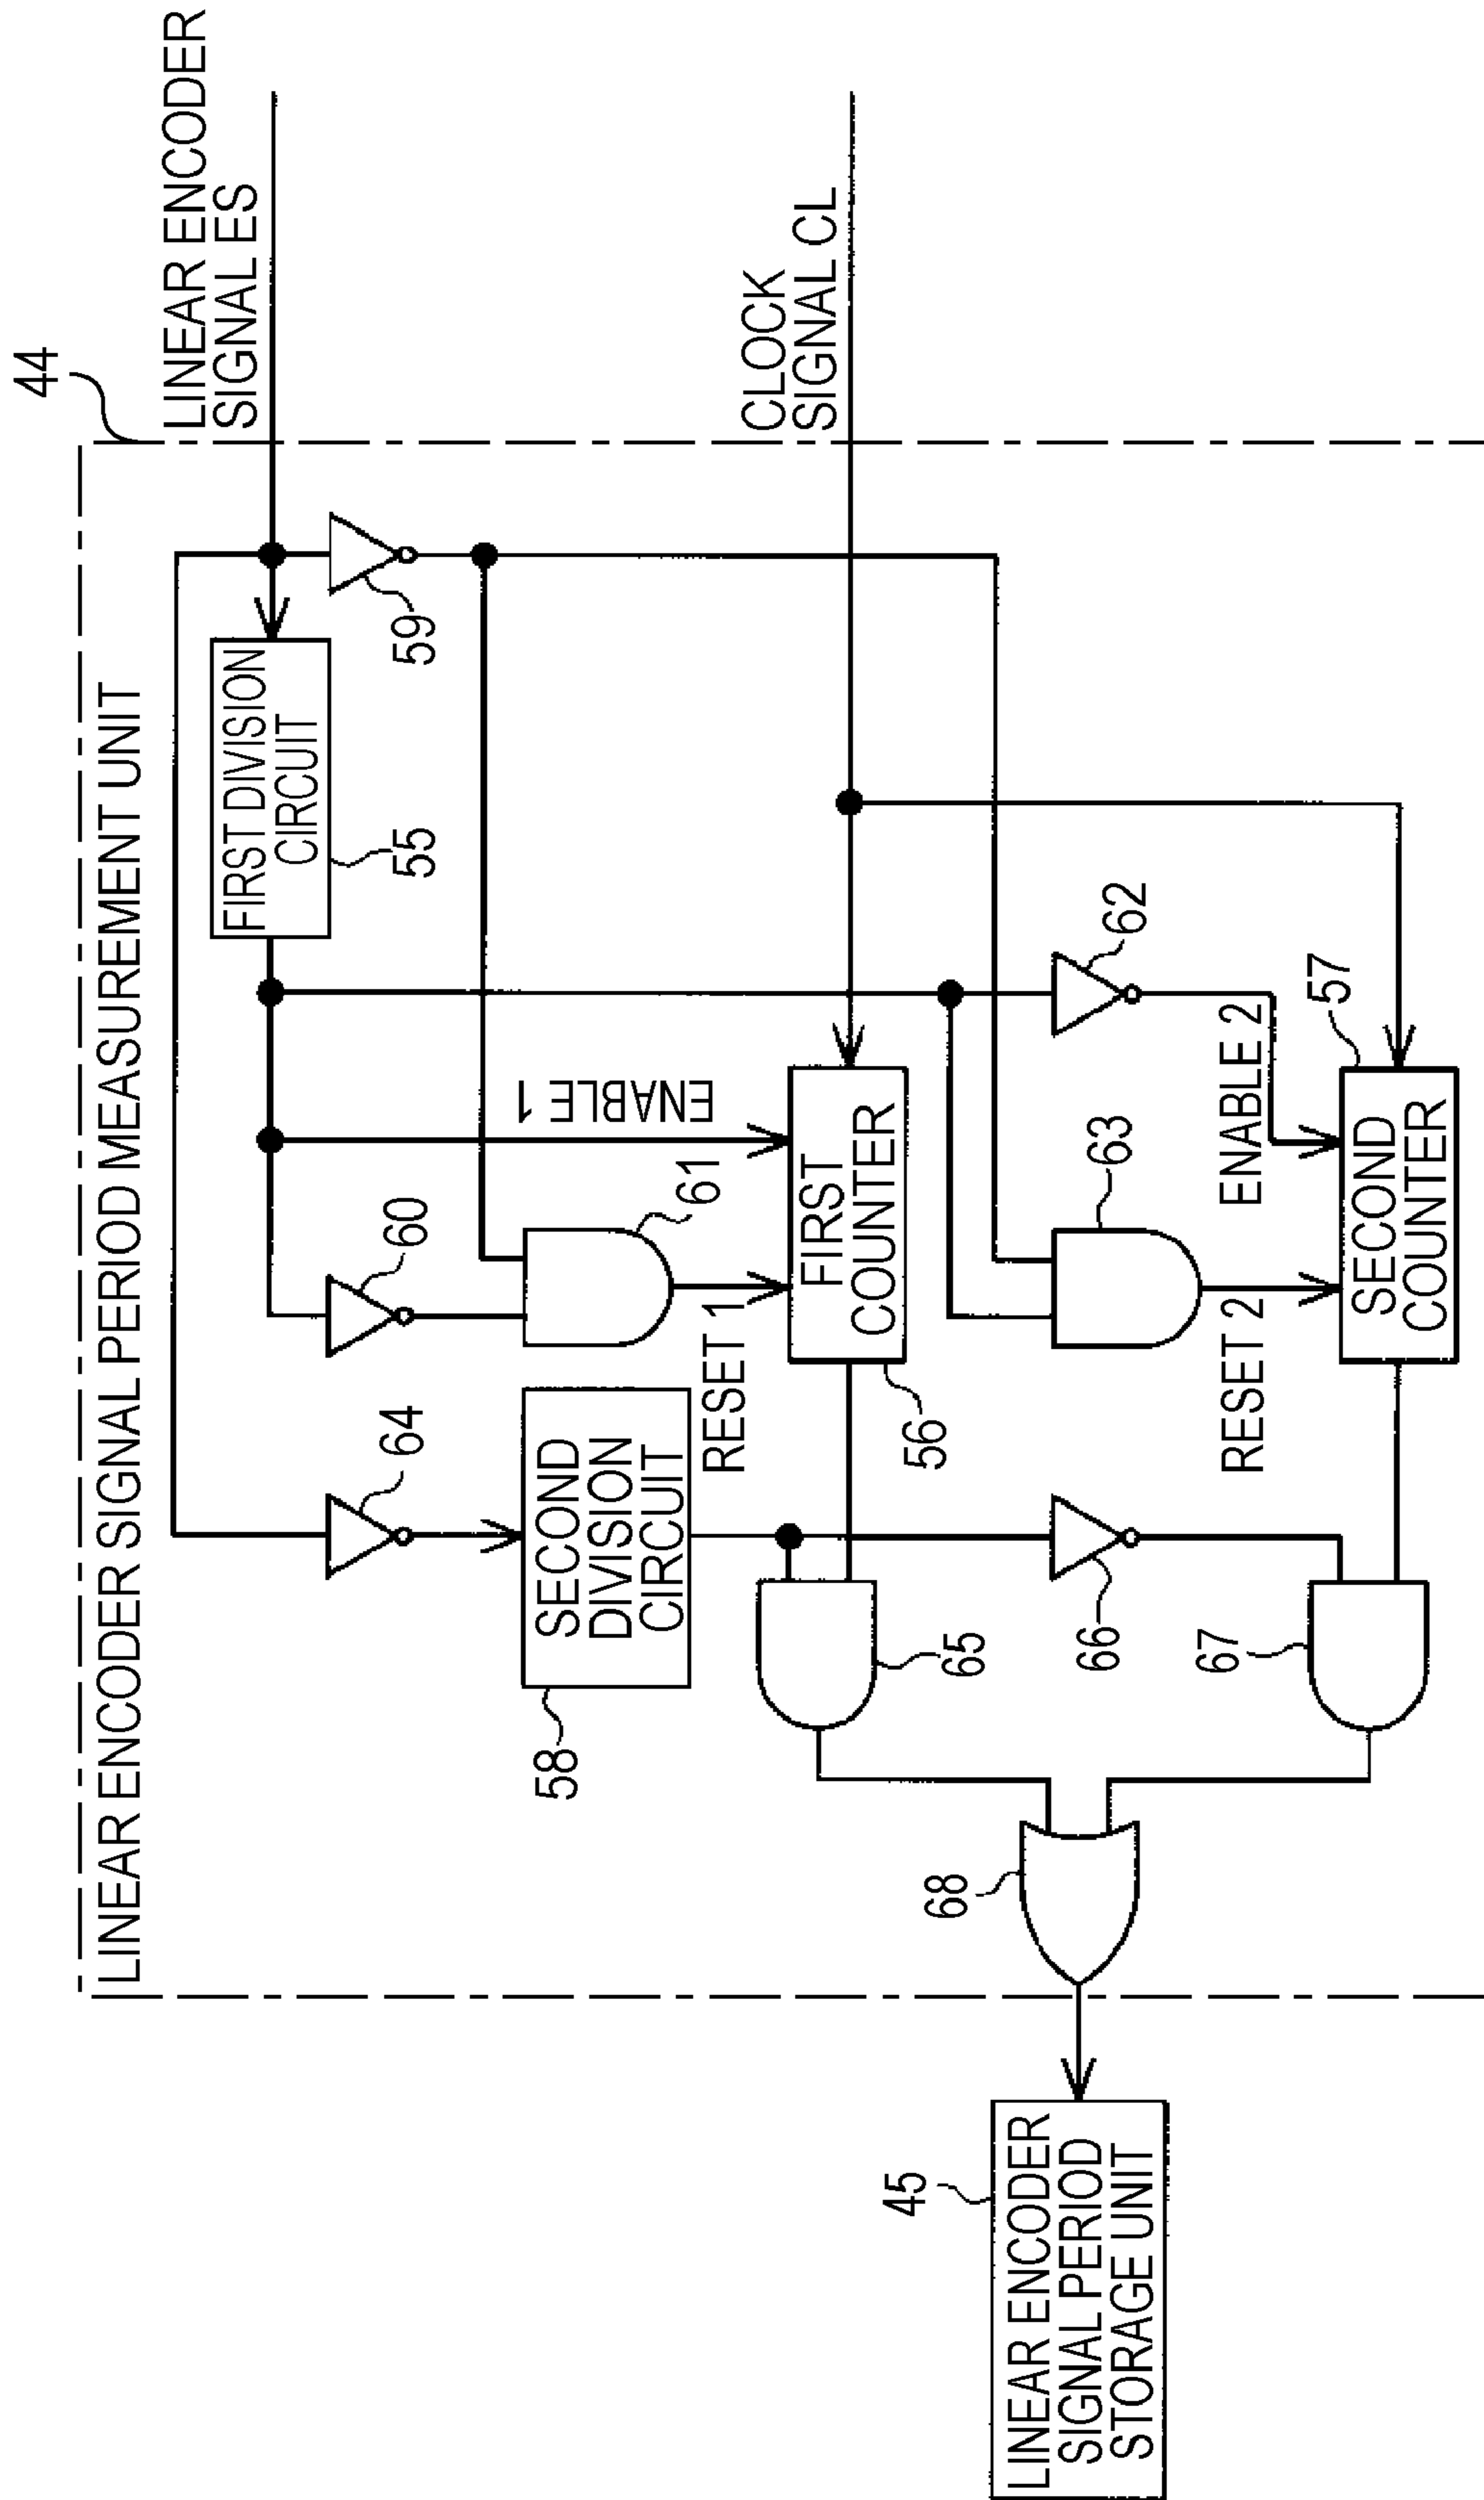 44
LINEAR ENCODER SIGNAL PERIOD MEASUREMENT UNIT
LINEAR ENCODER
SIGNAL ES
CLOCK
SIGNAL CL
FIRST DIVISION
CIRCUIT
55
59
60
61
64
SECOND
DIVISION
CIRCUIT
58
ENABLE 1
RESET 1
FIRST
COUNTER
56
62
63
ENABLE 2
RESET 2
SECOND
COUNTER
57
65
66
67
68
45
LINEAR ENCODER
SIGNAL PERIOD
STORAGE UNIT